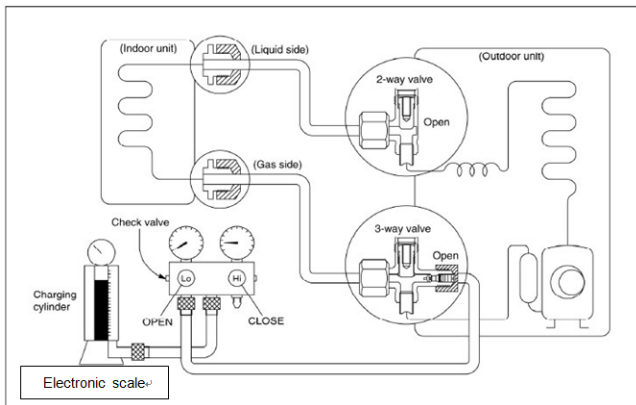 (Indoor unit)
(Liquid side)
2-way valve
(Outdoor unit)
Open
(Gas side)
3-way valve
Open
Check valve
Lo
Hi
Charging
cylinder
OPEN
CLOSE
Electronic scale